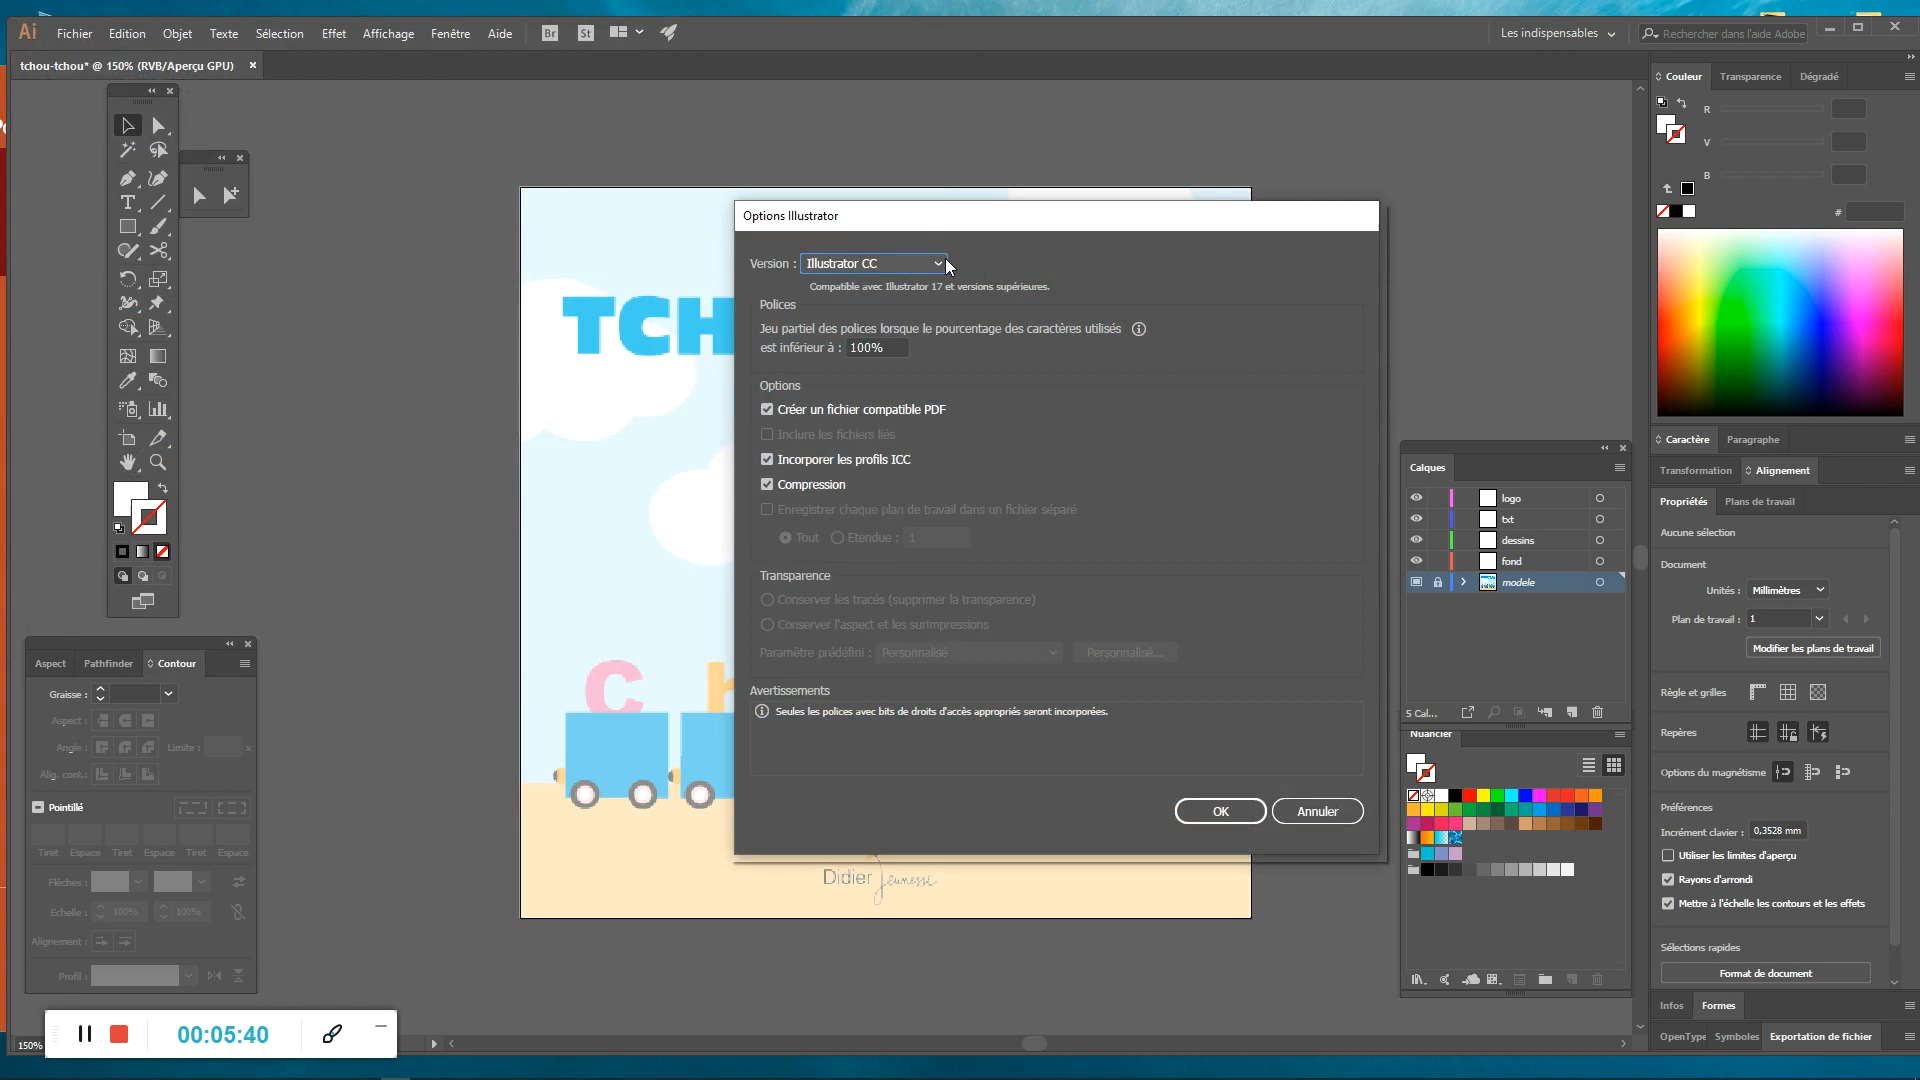 Ai Fichier Edition Objet Texte Sélection Effet Affichage Fenêtre Aide Br St Les indispensables Rechercher dans l'aide Adobe
tchou-tchou* @ 150% (RVB/Aperçu GPU)
Couleur Transparence Dégradé
R
V
B
#
TCH
Options Illustrator
Version : Illustrator CC
Compatible avec Illustrator 17 et versions supérieures.
Polices
Jeu partiel des polices lorsque le pourcentage des caractères utilisés
est inférieur à : 100%
Options
Créer un fichier compatible PDF
Inclure les fichiers liés
Incorporer les profils ICC
Compression
Enregistrer chaque plan de travail dans un fichier séparé
Tout Etendue : 1
Transparence
Conserver les tracés (supprimer la transparence)
Conserver l'aspect et les surimpressions
Paramètre prédéfini : Personnalisé Personnalisé...
Avertissements
Seules les polices avec bits de droits d'accès appropriés seront incorporées.
OK Annuler
c h
Didier Jeunesse
Calques
logo
txt
dessins
fond
modele
5 Cal...
Nuancier
Caractère Paragraphe
Transformation Alignement
Propriétés Plans de travail
Aucune sélection
Document
Unités : Millimètres
Plan de travail : 1
Modifier les plans de travail
Règle et grilles
Repères
Options du magnétisme
Préférences
Incrément clavier : 0,3528 mm
Utiliser les limites d'aperçu
Rayons d'arrondi
Mettre à l'échelle les contours et les effets
Sélections rapides
Format de document
Infos Formes
OpenType Symboles Exportation de fichier
Aspect Pathfinder Contour
Graisse :
Aspect :
Angle : Limite : x
Alig. cont. :
Pointillé
Tiret Espace Tiret Espace Tiret Espace
Flèches :
Echelle : 100% 100%
Alignement :
Profil :
00:05:40
150%